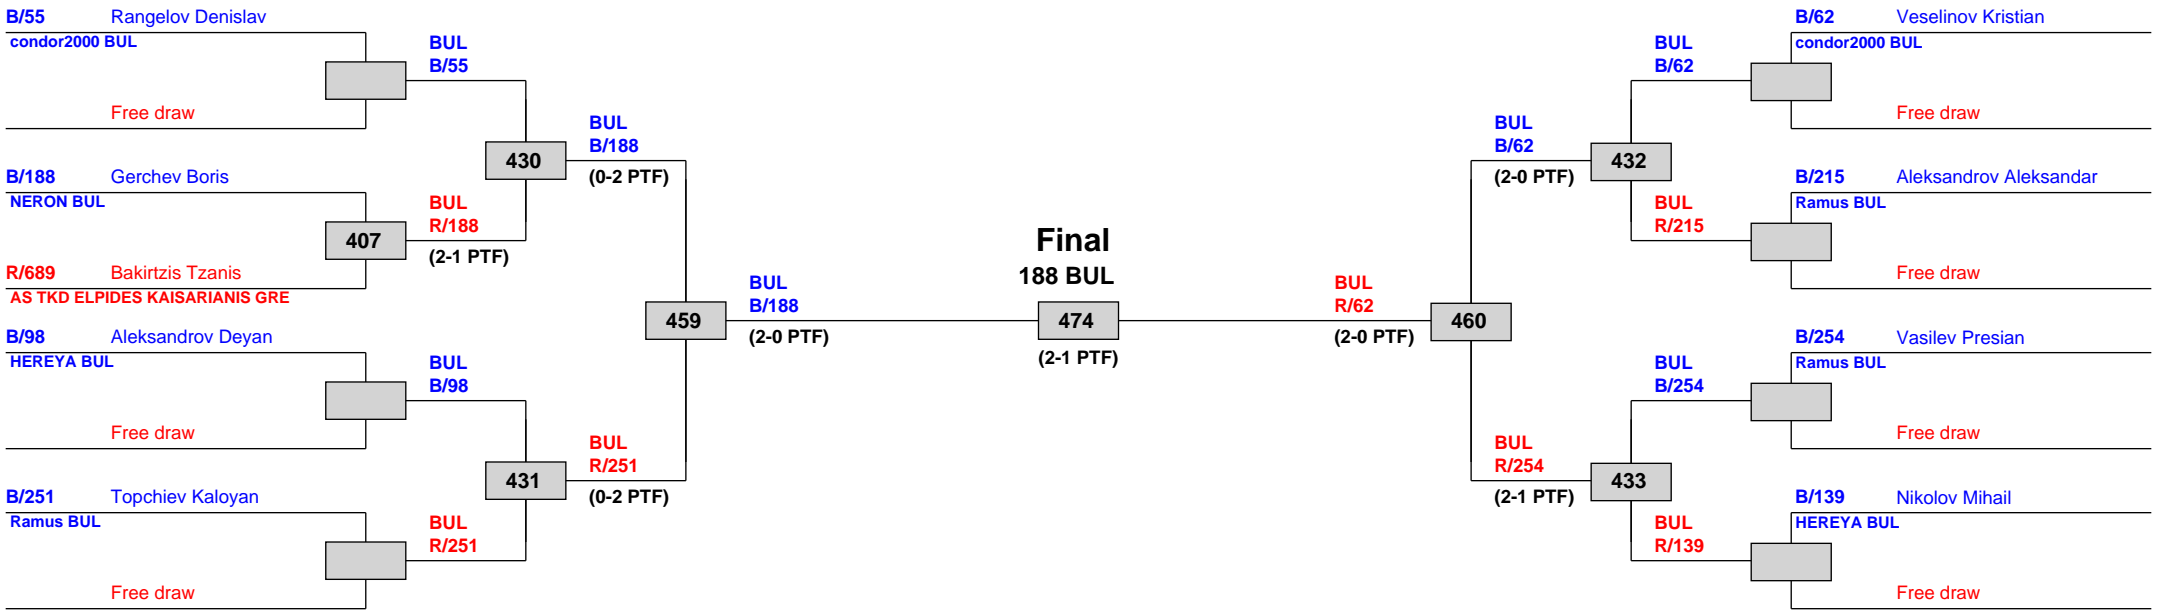 B/55 Rangelov Denislav
condor2000 BUL
Free draw
BUL
B/55
B/188 Gerchev Boris
NERON BUL
407
R/689 Bakirtzis Tzanis
AS TKD ELPIDES KAISARIANIS GRE
BUL
R/188
(2-1 PTF)
430
BUL
B/188
(0-2 PTF)
B/98 Aleksandrov Deyan
HEREYA BUL
Free draw
BUL
B/98
B/251 Topchiev Kaloyan
Ramus BUL
Free draw
BUL
R/251
431
BUL
R/251
(0-2 PTF)
459
BUL
B/188
(2-0 PTF)
Final
188 BUL
474
(2-1 PTF)
BUL
R/62
(2-0 PTF)
460
BUL
B/62
(2-0 PTF)
432
BUL
B/62
B/62 Veselinov Kristian
condor2000 BUL
Free draw
BUL
R/215
B/215 Aleksandrov Aleksandar
Ramus BUL
Free draw
BUL
R/254
(2-1 PTF)
433
BUL
B/254
B/254 Vasilev Presian
Ramus BUL
Free draw
BUL
R/139
B/139 Nikolov Mihail
HEREYA BUL
Free draw